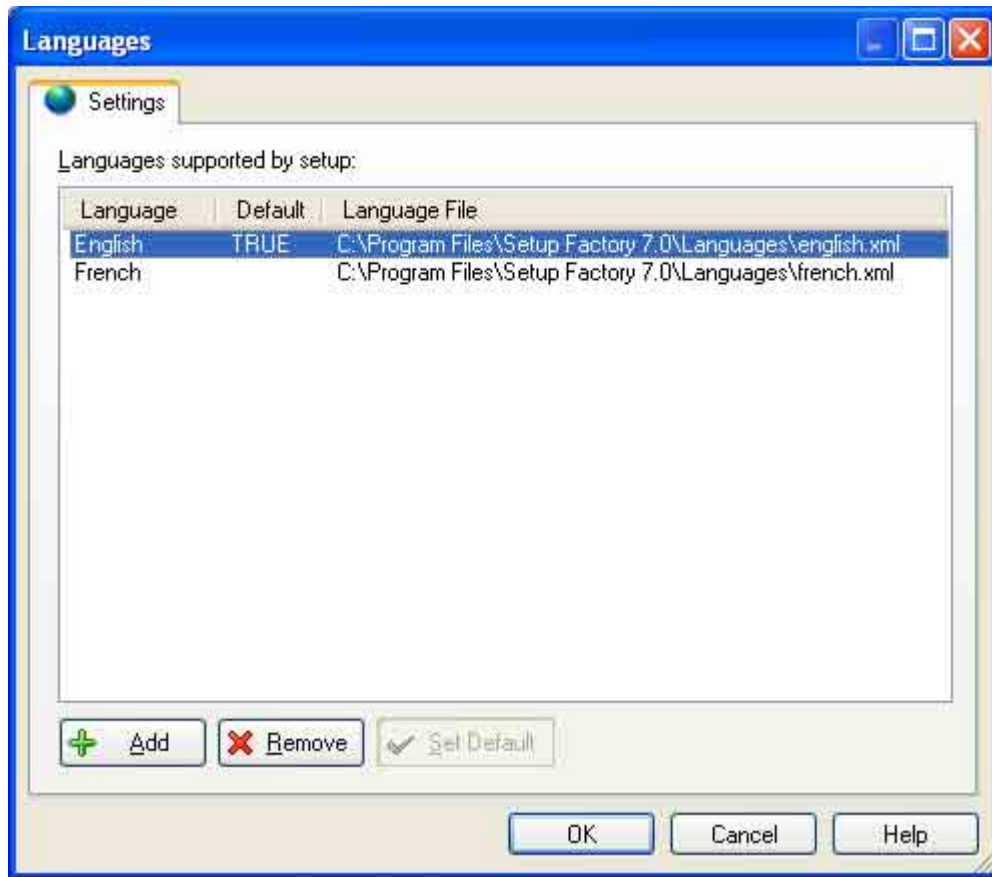 Languages
Settings
Languages supported by setup:
Language Default Language File
English TRUE C:\Program Files\Setup Factory 7.0\Languages\english.xml
French C:\Program Files\Setup Factory 7.0\Languages\french.xml
Add Remove Set Default
OK Cancel Help